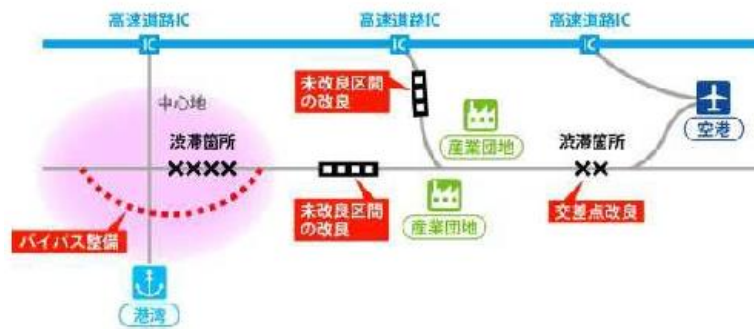 高速道路IC
高速道路IC
高速道路IC
IC
IC
IC
未改良区間
の改良
中心地
渋滞箇所
産業団地
渋滞箇所
空港
未改良区間
の改良
産業団地
交差点改良
バイパス整備
港湾